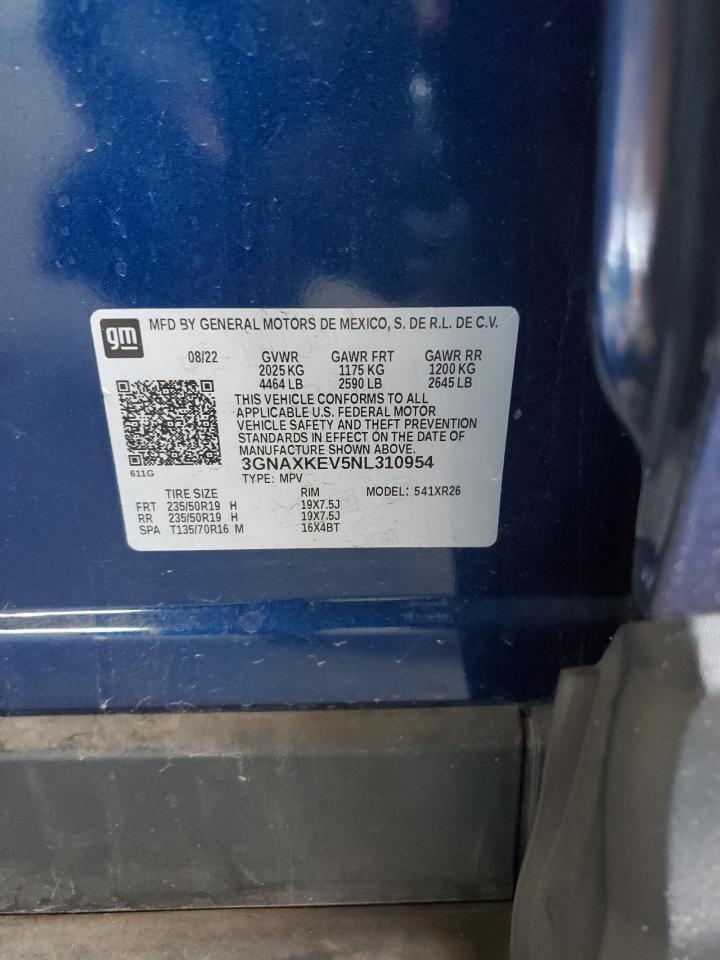 gm MFD BY GENERAL MOTORS DE MEXICO, S. DE R.L. DE C.V.
08/22 GVWR GAWR FRT GAWR RR
2025 KG 1175 KG 1200 KG
4464 LB 2590 LB 2645 LB
THIS VEHICLE CONFORMS TO ALL
APPLICABLE U.S. FEDERAL MOTOR
VEHICLE SAFETY AND THEFT PREVENTION
STANDARDS IN EFFECT ON THE DATE OF
MANUFACTURE SHOWN ABOVE.
3GNAXKEV5NL310954
611G
TYPE: MPV
TIRE SIZE RIM MODEL: 541XR26
FRT 235/50R19 H 19X7.5J
RR 235/50R19 H 19X7.5J
SPA T135/70R16 M 16X4BT